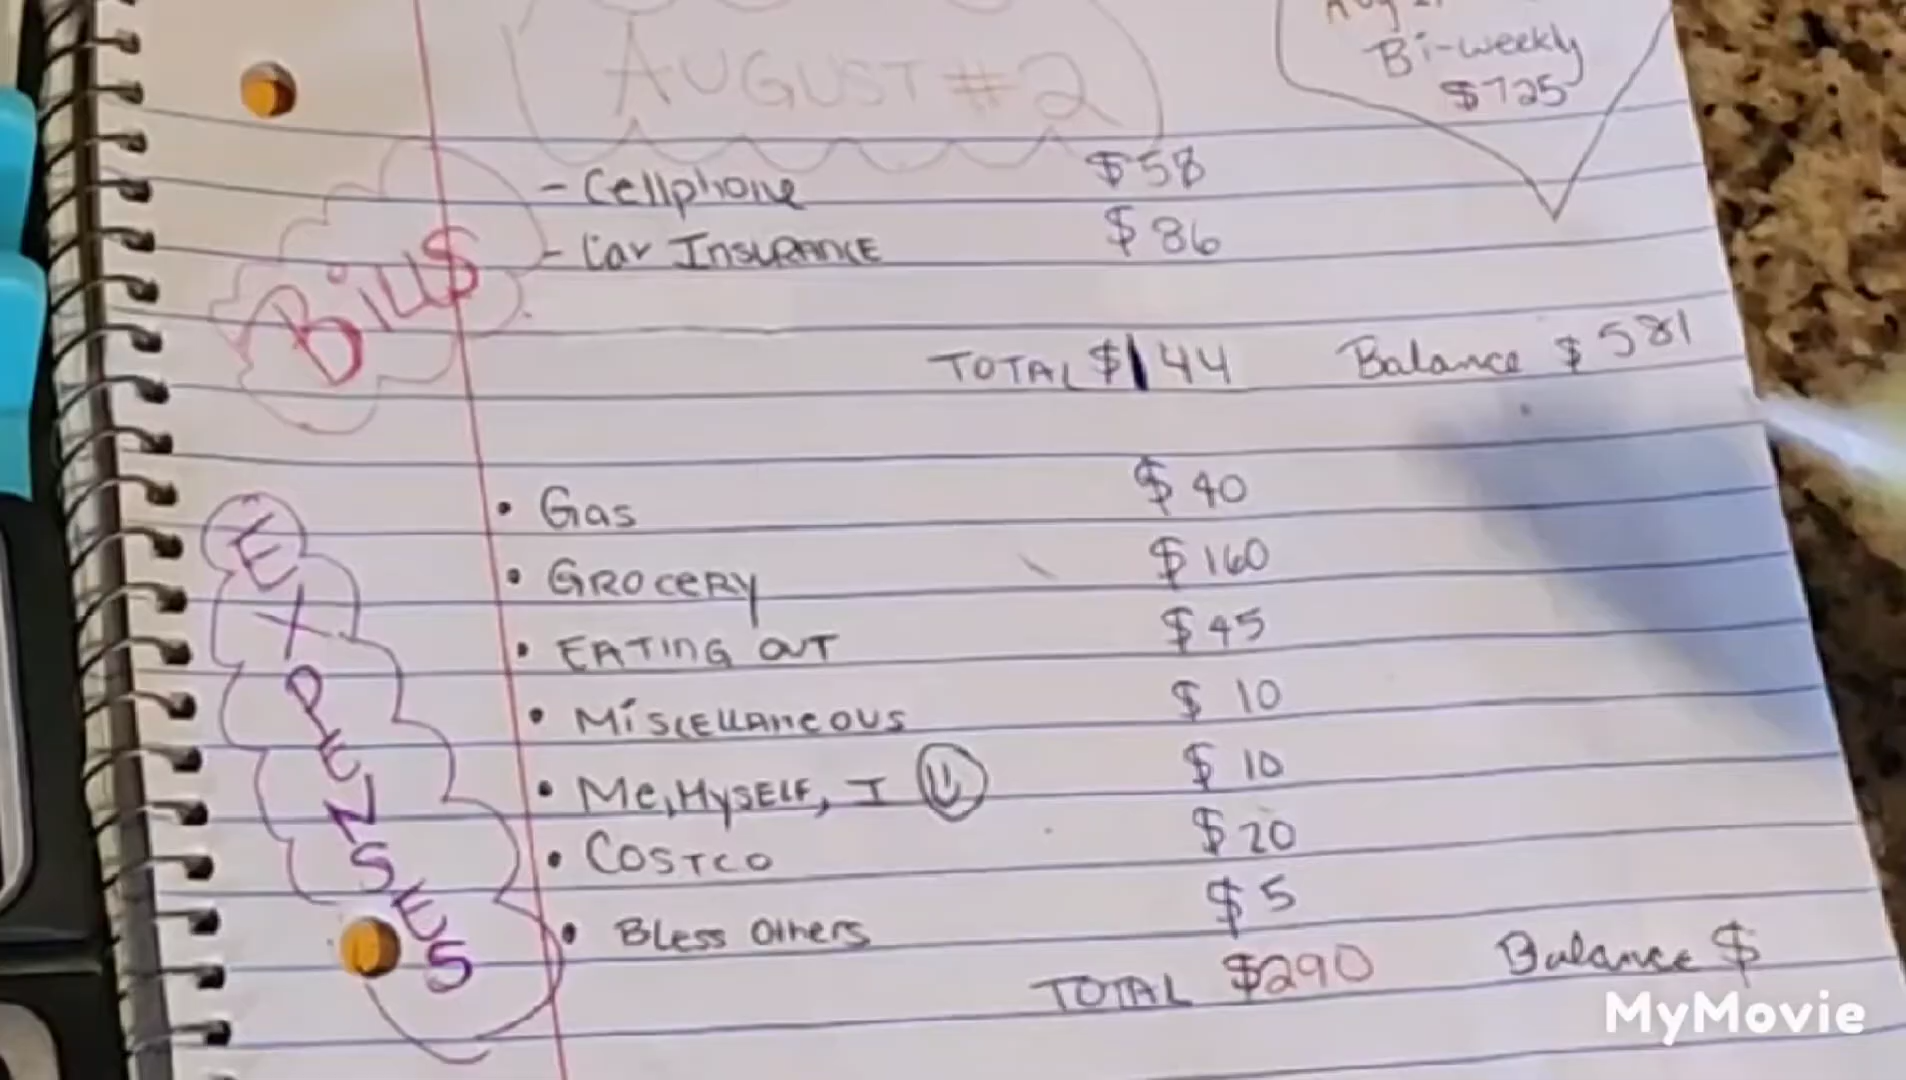 AUGUST #2
Bi-weekly
$725
Bills
- Cellphone $58
- Car INSURANCE $86
TOTAL $144 Balance $581
EXPENSES
• Gas $40
• GROCERY $160
• EATING OUT $45
• MiSCELLANEOUS $10
• Me, MYSELF, I $10
• COSTCO $20
• Bless Others $5
TOTAL $290 Balance $
MyMovie